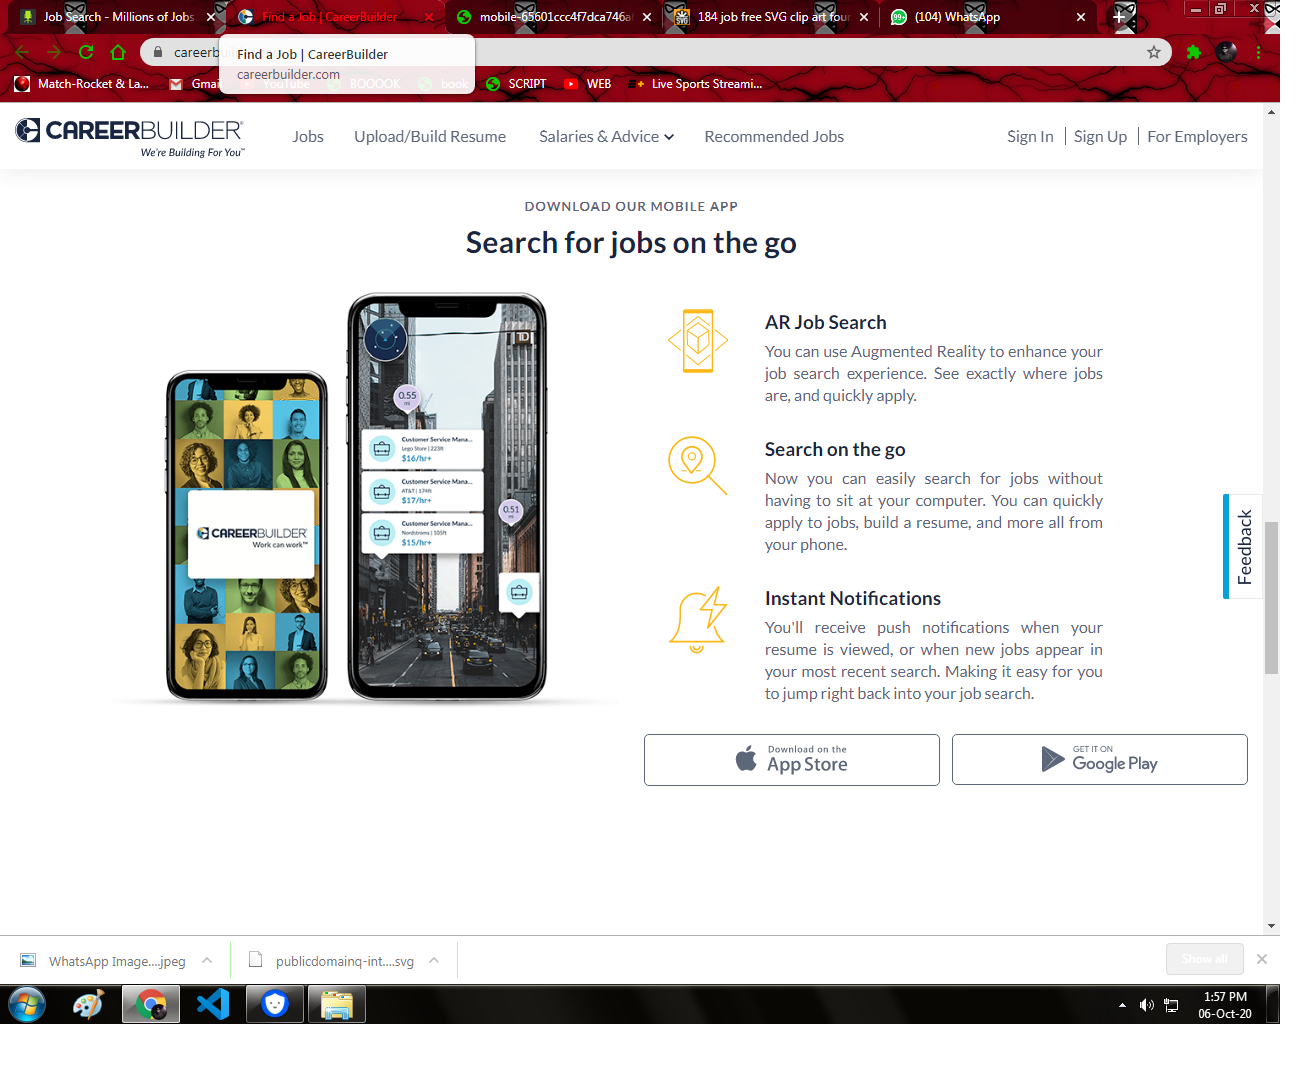 Job Search - Millions of Jobs
Find a Job | CareerBuilder
mobile-65601ccc4f7dca746a
184 job free SVG clip art four
(104) WhatsApp
careerb
Find a Job | CareerBuilder
careerbuilder.com
Match-Rocket & La...
Gmai
YouTube
BOOOOK
book
SCRIPT
WEB
Live Sports Streami...
CAREERBUILDER®
We're Building For You™
Jobs
Upload/Build Resume
Salaries & Advice
Recommended Jobs
Sign In
Sign Up
For Employers
DOWNLOAD OUR MOBILE APP
Search for jobs on the go
0.55
mi
Customer Service Mana...
Lego Store | 223ft
$16/hr+
Customer Service Mana...
AT&T | 174ft
$17/hr+
Customer Service Mana...
Nordstroms | 105ft
$15/hr+
0.51
mi
CAREERBUILDER
Work can work™
AR Job Search
You can use Augmented Reality to enhance your
job search experience. See exactly where jobs
are, and quickly apply.
Search on the go
Now you can easily search for jobs without
having to sit at your computer. You can quickly
apply to jobs, build a resume, and more all from
your phone.
Instant Notifications
You'll receive push notifications when your
resume is viewed, or when new jobs appear in
your most recent search. Making it easy for you
to jump right back into your job search.
Download on the
App Store
GET IT ON
Google Play
Feedback
WhatsApp Image....jpeg
publicdomainq-int....svg
Show all
1:57 PM
06-Oct-20